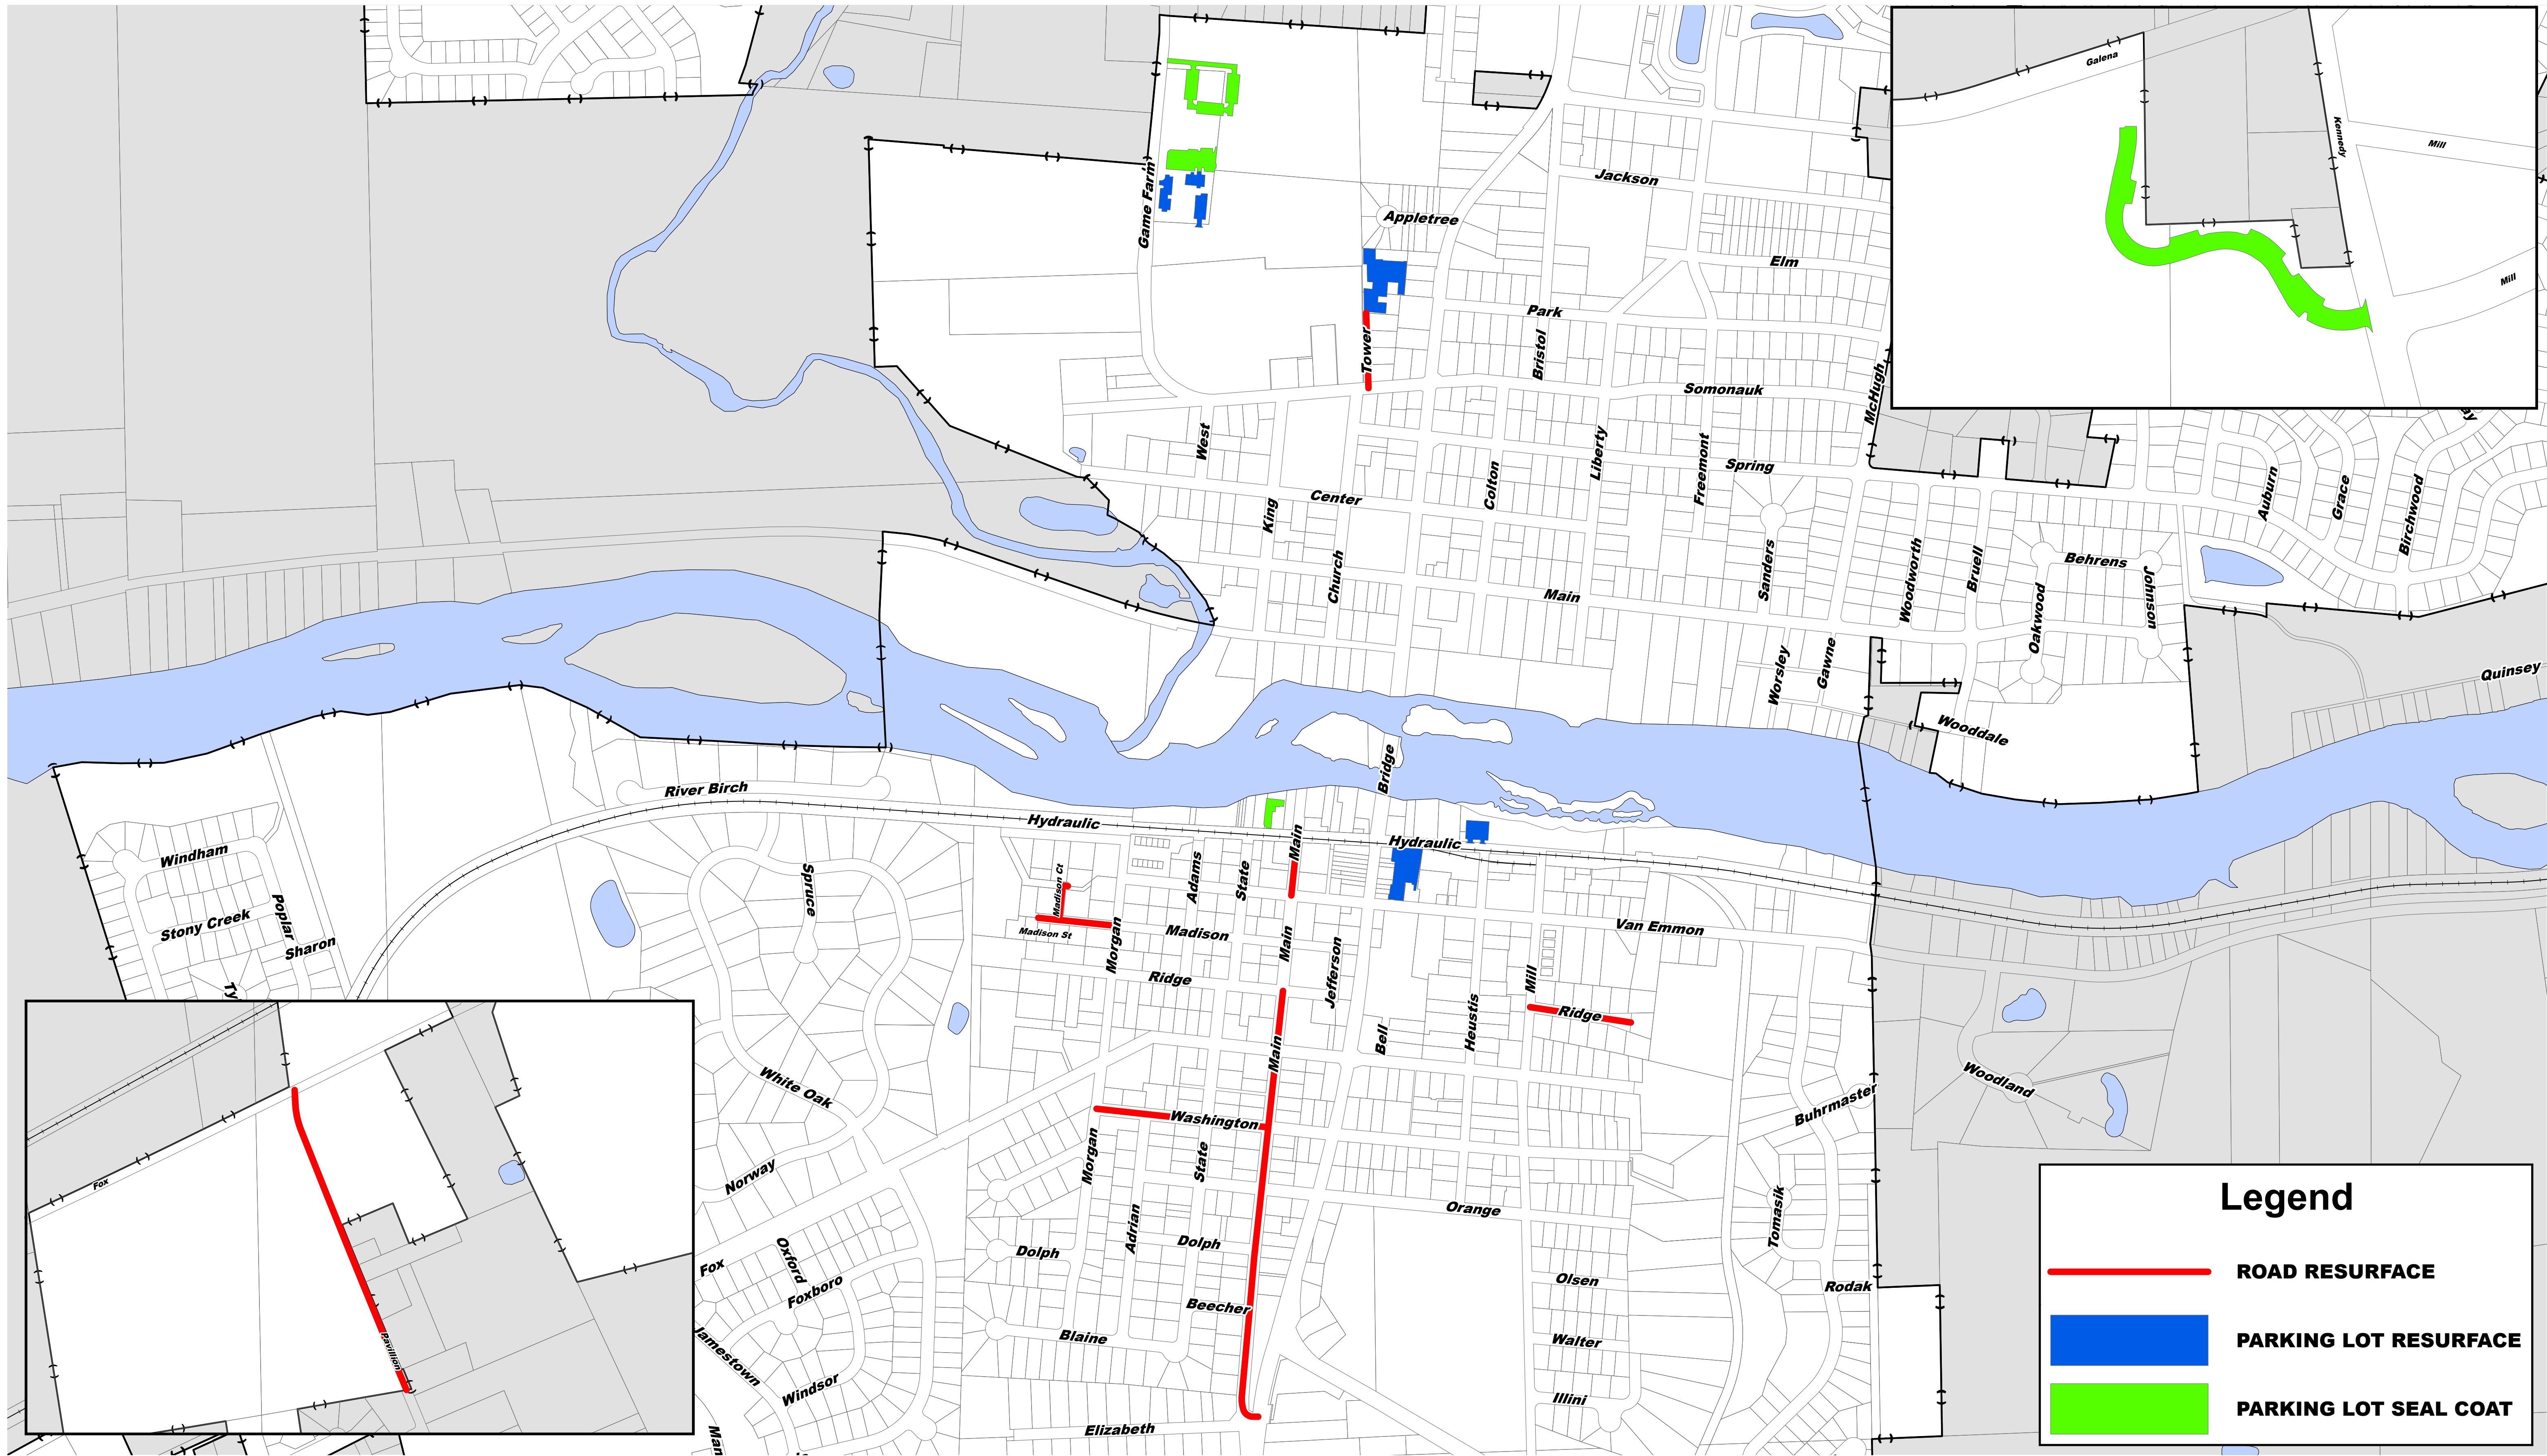 Galena
Kennedy
Mill
Mill
Game Farm
Jackson
Appletree
Elm
Park
Tower
Bristol
Somonauk
McHugh
West
Liberty
Freemont
Spring
Colton
Center
King
Auburn
Grace
Birchwood
Church
Main
Sanders
Woodworth
Bruell
Behrens
Johnson
Oakwood
Worsley
Gawne
Quinsey
Wooddale
Bridge
River Birch
Hydraulic
Hydraulic
Main
Windham
Poplar
Stony Creek
Sharon
Ty
Spruce
Madison Ct
Adams
State
Madison St
Morgan
Madison
Main
Jefferson
Van Emmon
Ridge
Mill
Heustis
Ridge
Bell
Main
White Oak
Woodland
Buhrmaster
Washington
Morgan
State
Norway
Fox
Adrian
Orange
Tomasik
Dolph
Dolph
Fox
Oxford
Foxboro
Olsen
Rodak
Beecher
Blaine
Walter
Jamestown
Windsor
Pavillion
Illini
Elizabeth
Man
Legend
ROAD RESURFACE
PARKING LOT RESURFACE
PARKING LOT SEAL COAT